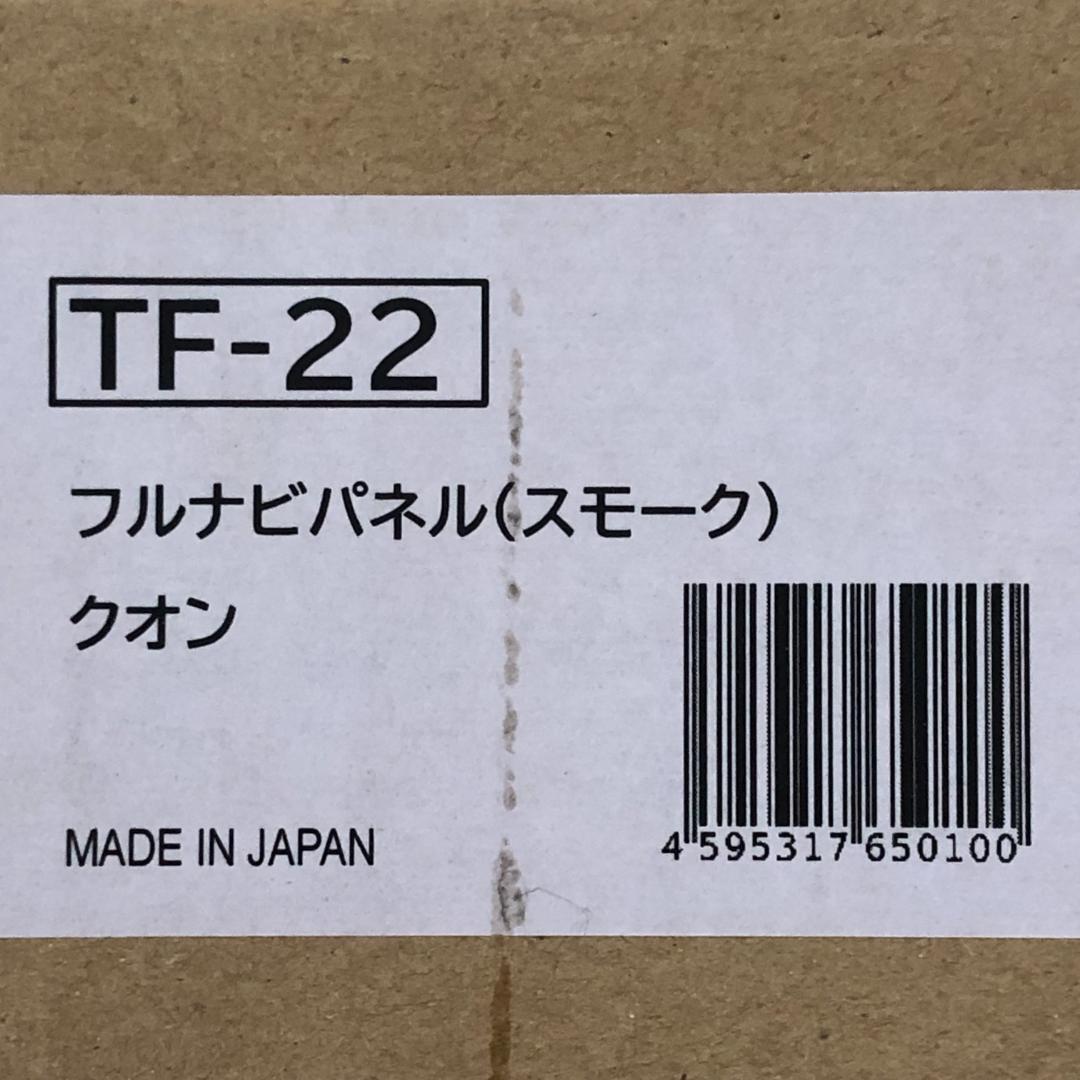 TF-22
フルナビパネル(スモーク)
クオン
MADE IN JAPAN
4 595317 650100